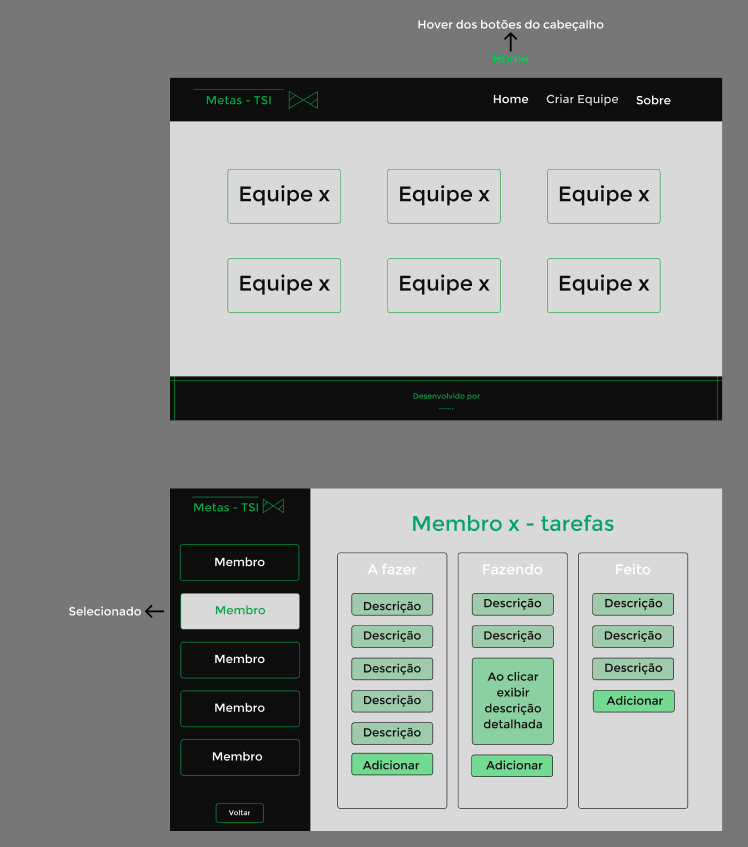 Hover dos botões do cabeçalho
Home
Metas - TSI
Home Criar Equipe Sobre
Equipe x Equipe x Equipe x
Equipe x Equipe x Equipe x
Desenvolvido por
.......
Metas - TSI
Membro
Selecionado
Membro
Membro
Membro
Membro
Voltar
Membro x - tarefas
A fazer
Descrição
Descrição
Descrição
Descrição
Descrição
Adicionar
Fazendo
Descrição
Descrição
Ao clicar
exibir
descrição
detalhada
Adicionar
Feito
Descrição
Descrição
Descrição
Adicionar